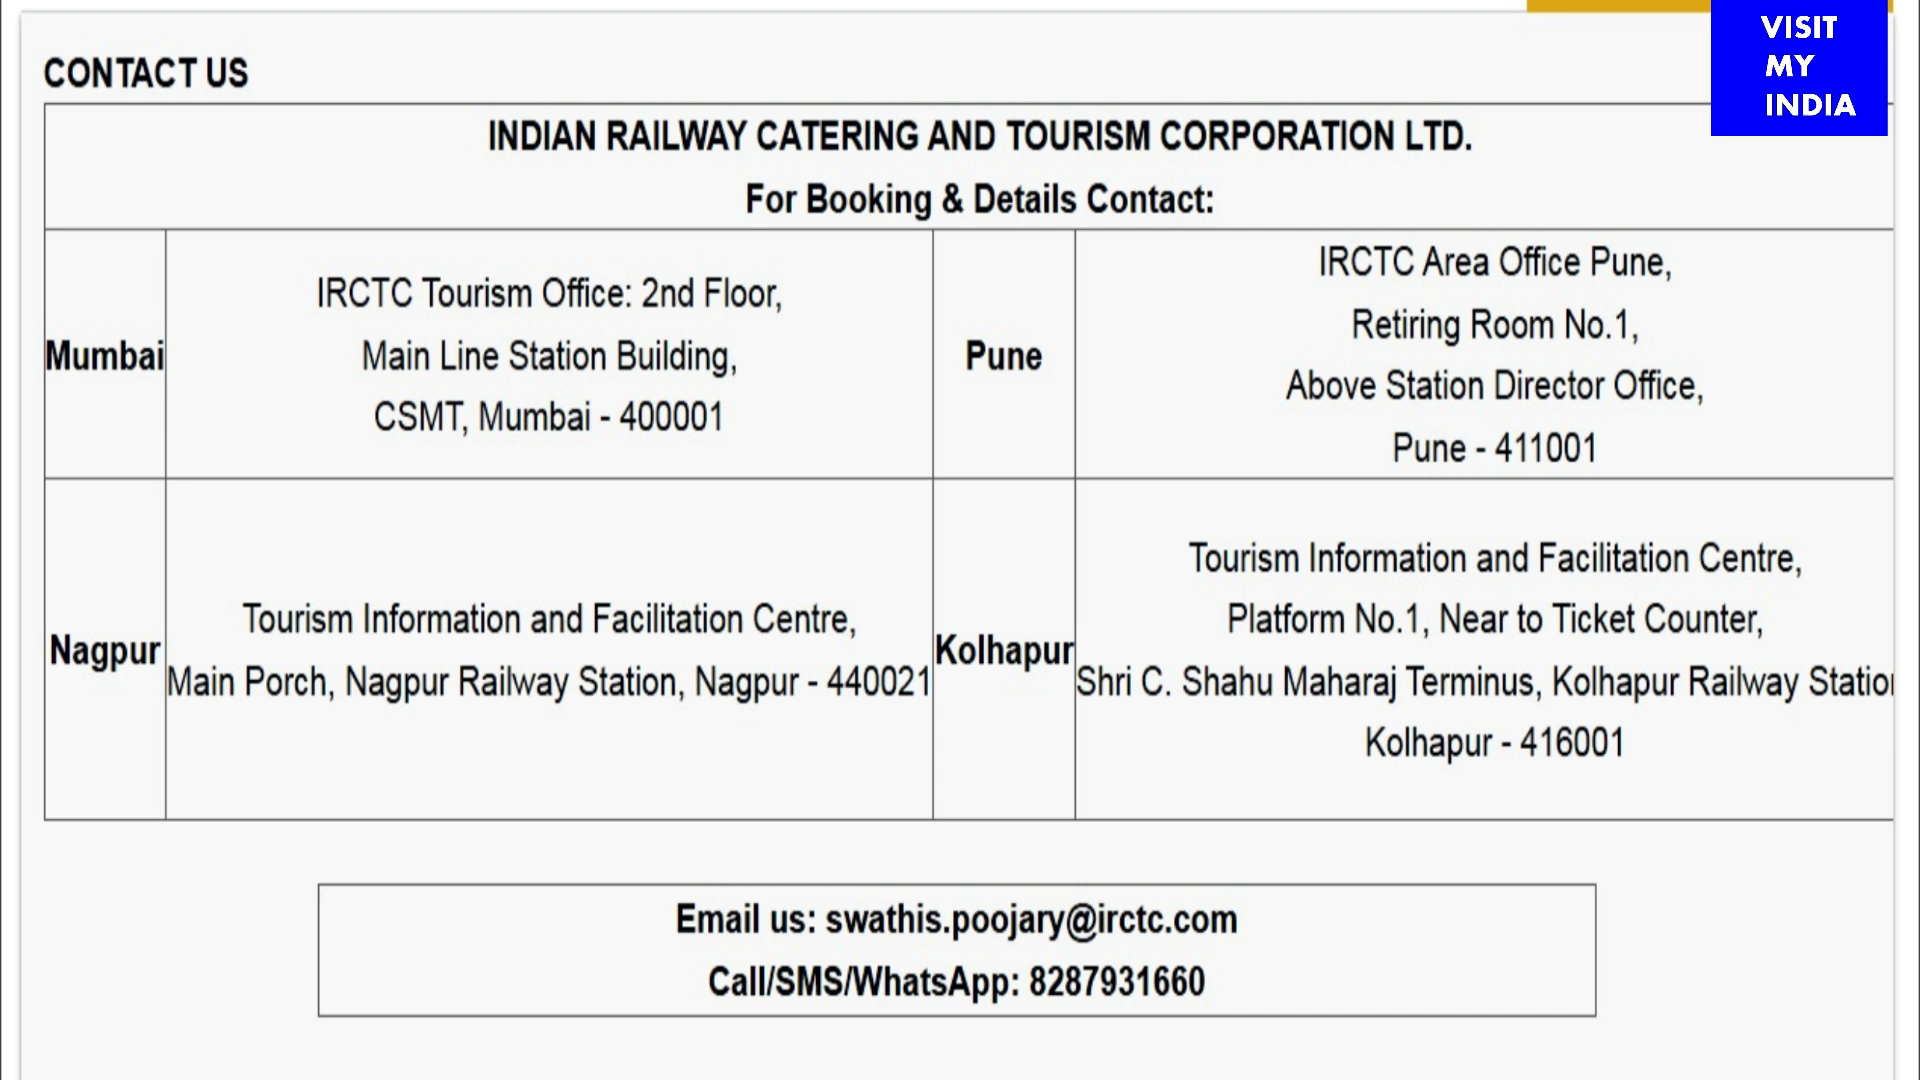 VISIT
MY
INDIA
CONTACT US
INDIAN RAILWAY CATERING AND TOURISM CORPORATION LTD.
For Booking & Details Contact:
Mumbai
IRCTC Tourism Office: 2nd Floor,
Main Line Station Building,
CSMT, Mumbai - 400001
Pune
IRCTC Area Office Pune,
Retiring Room No.1,
Above Station Director Office,
Pune - 411001
Nagpur
Tourism Information and Facilitation Centre,
Main Porch, Nagpur Railway Station, Nagpur - 440021
Kolhapur
Tourism Information and Facilitation Centre,
Platform No.1, Near to Ticket Counter,
Shri C. Shahu Maharaj Terminus, Kolhapur Railway
Kolhapur - 416001
Email us: swathis.poojary@irctc.com
Call/SMS/WhatsApp: 8287931660